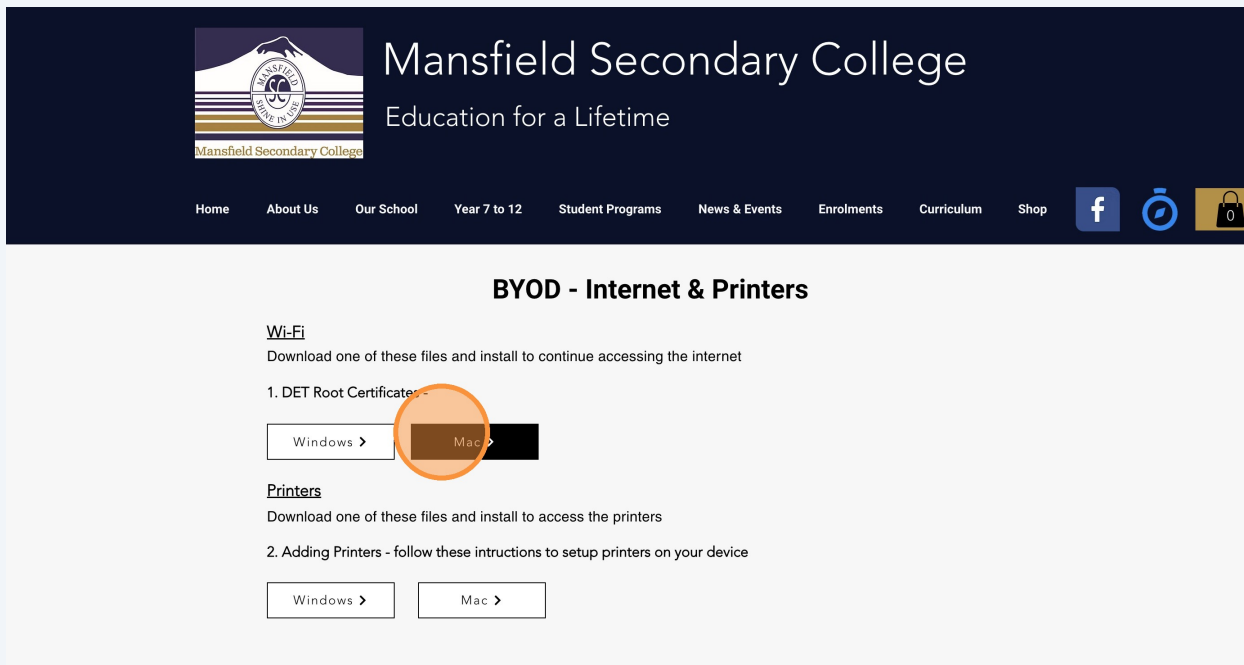 Mansfield Secondary College
Education for a Lifetime
MANSFIELD
SC
SHINE IN USE
Mansfield Secondary College
Home About Us Our School Year 7 to 12 Student Programs News & Events Enrolments Curriculum Shop f 0
BYOD - Internet & Printers
Wi-Fi
Download one of these files and install to continue accessing the internet
1. DET Root Certificates -
Windows > Mac >
Printers
Download one of these files and install to access the printers
2. Adding Printers - follow these intructions to setup printers on your device
Windows > Mac >